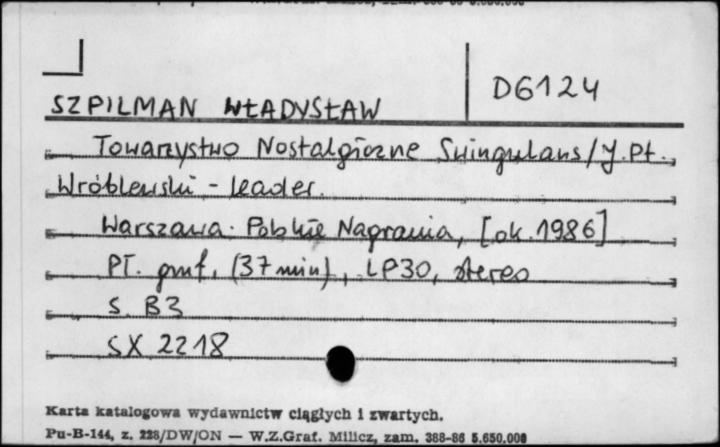 D6124
SZPILMAN WŁADYSŁAW
Towarzystwo Nostalgiczne Swingulans / J. Pt.
Wróblewski - leader.
Warszawa. Polskie Nagrania, [ok. 1986]
PŁ. gmf. (37 min), LP30, stereo
S. B3
SX 2218
Karta katalogowa wydawnictw ciągłych i zwartych.
Pu-B-144, z. 228/DW/ON — W.Z.Graf. Milicz, zam. 388-86 5.650.000